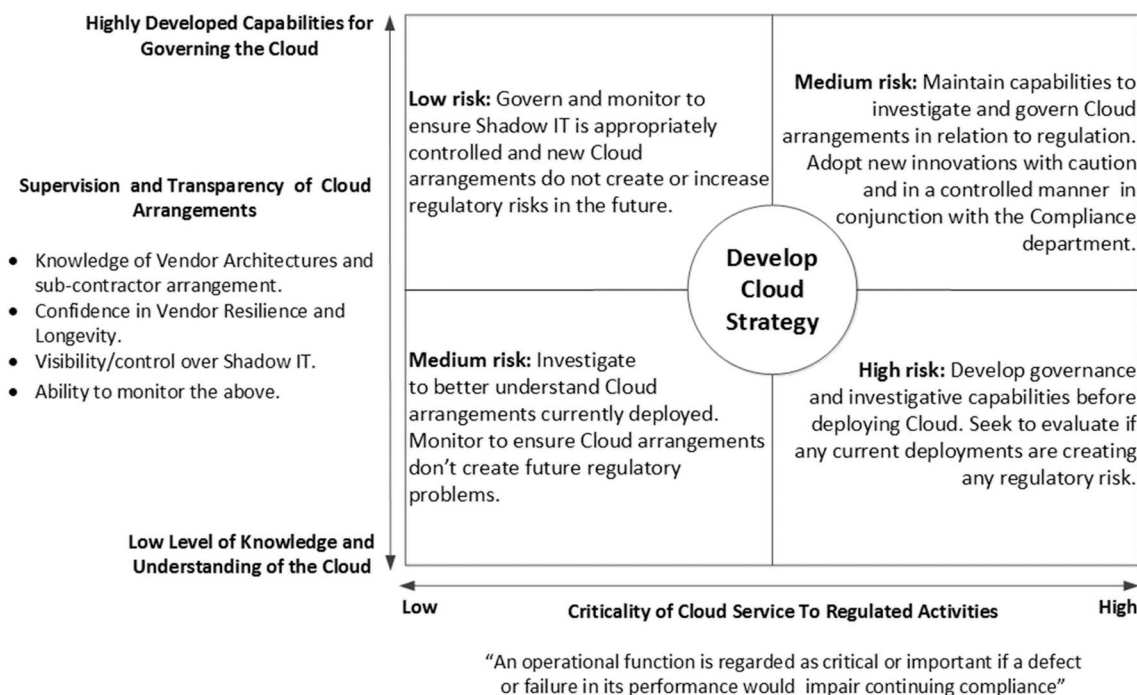 Highly Developed Capabilities for
Governing the Cloud
Supervision and Transparency of Cloud
Arrangements
• Knowledge of Vendor Architectures and
sub-contractor arrangement.
• Confidence in Vendor Resilience and
Longevity.
• Visibility/control over Shadow IT.
• Ability to monitor the above.
Low Level of Knowledge and
Understanding of the Cloud
Low risk: Govern and monitor to
ensure Shadow IT is appropriately
controlled and new Cloud
arrangements do not create or increase
regulatory risks in the future.
Medium risk: Maintain capabilities to
investigate and govern Cloud
arrangements in relation to regulation.
Adopt new innovations with caution
and in a controlled manner in
conjunction with the Compliance
department.
Develop
Cloud
Strategy
Medium risk: Investigate
to better understand Cloud
arrangements currently deployed.
Monitor to ensure Cloud arrangements
don't create future regulatory
problems.
High risk: Develop governance
and investigative capabilities before
deploying Cloud. Seek to evaluate if
any current deployments are creating
any regulatory risk.
Low
Criticality of Cloud Service To Regulated Activities
High
“An operational function is regarded as critical or important if a defect
or failure in its performance would impair continuing compliance”